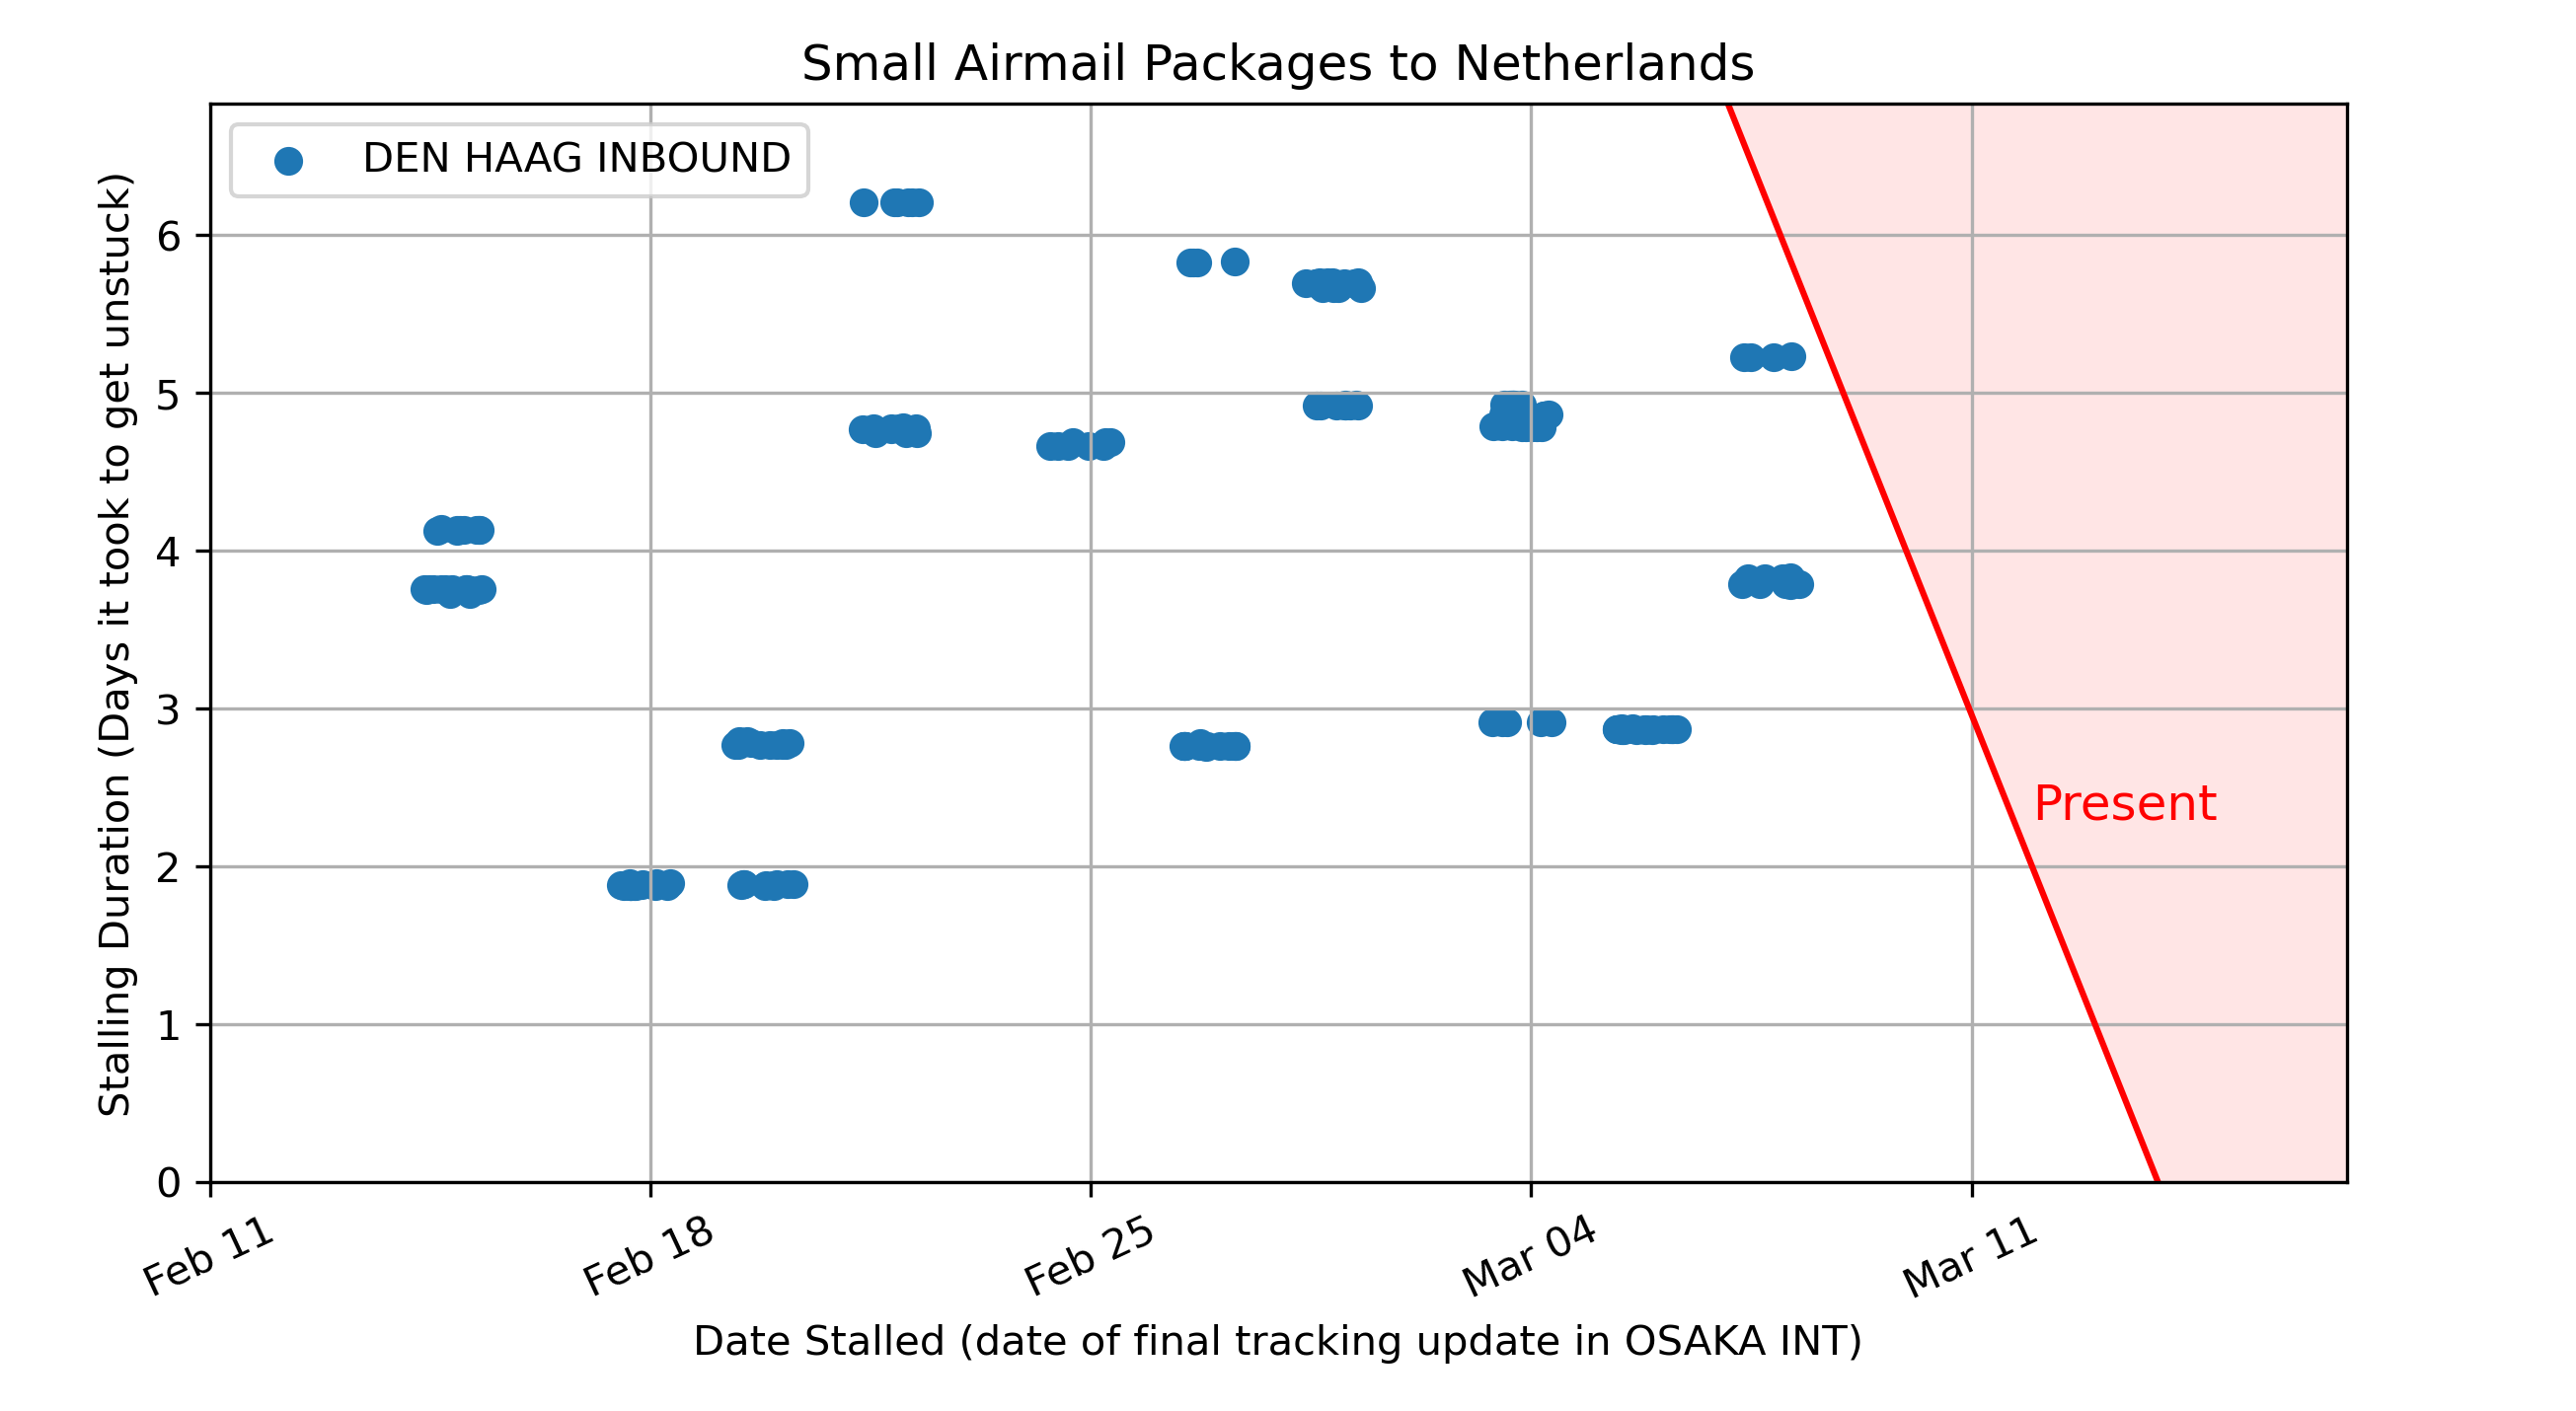 Small Airmail Packages to Netherlands
DEN HAAG INBOUND
Stalling Duration (Days it took to get unstuck)
6
5
4
3
2
1
0
Present
Feb 11
Feb 18
Feb 25
Mar 04
Mar 11
Date Stalled (date of final tracking update in OSAKA INT)